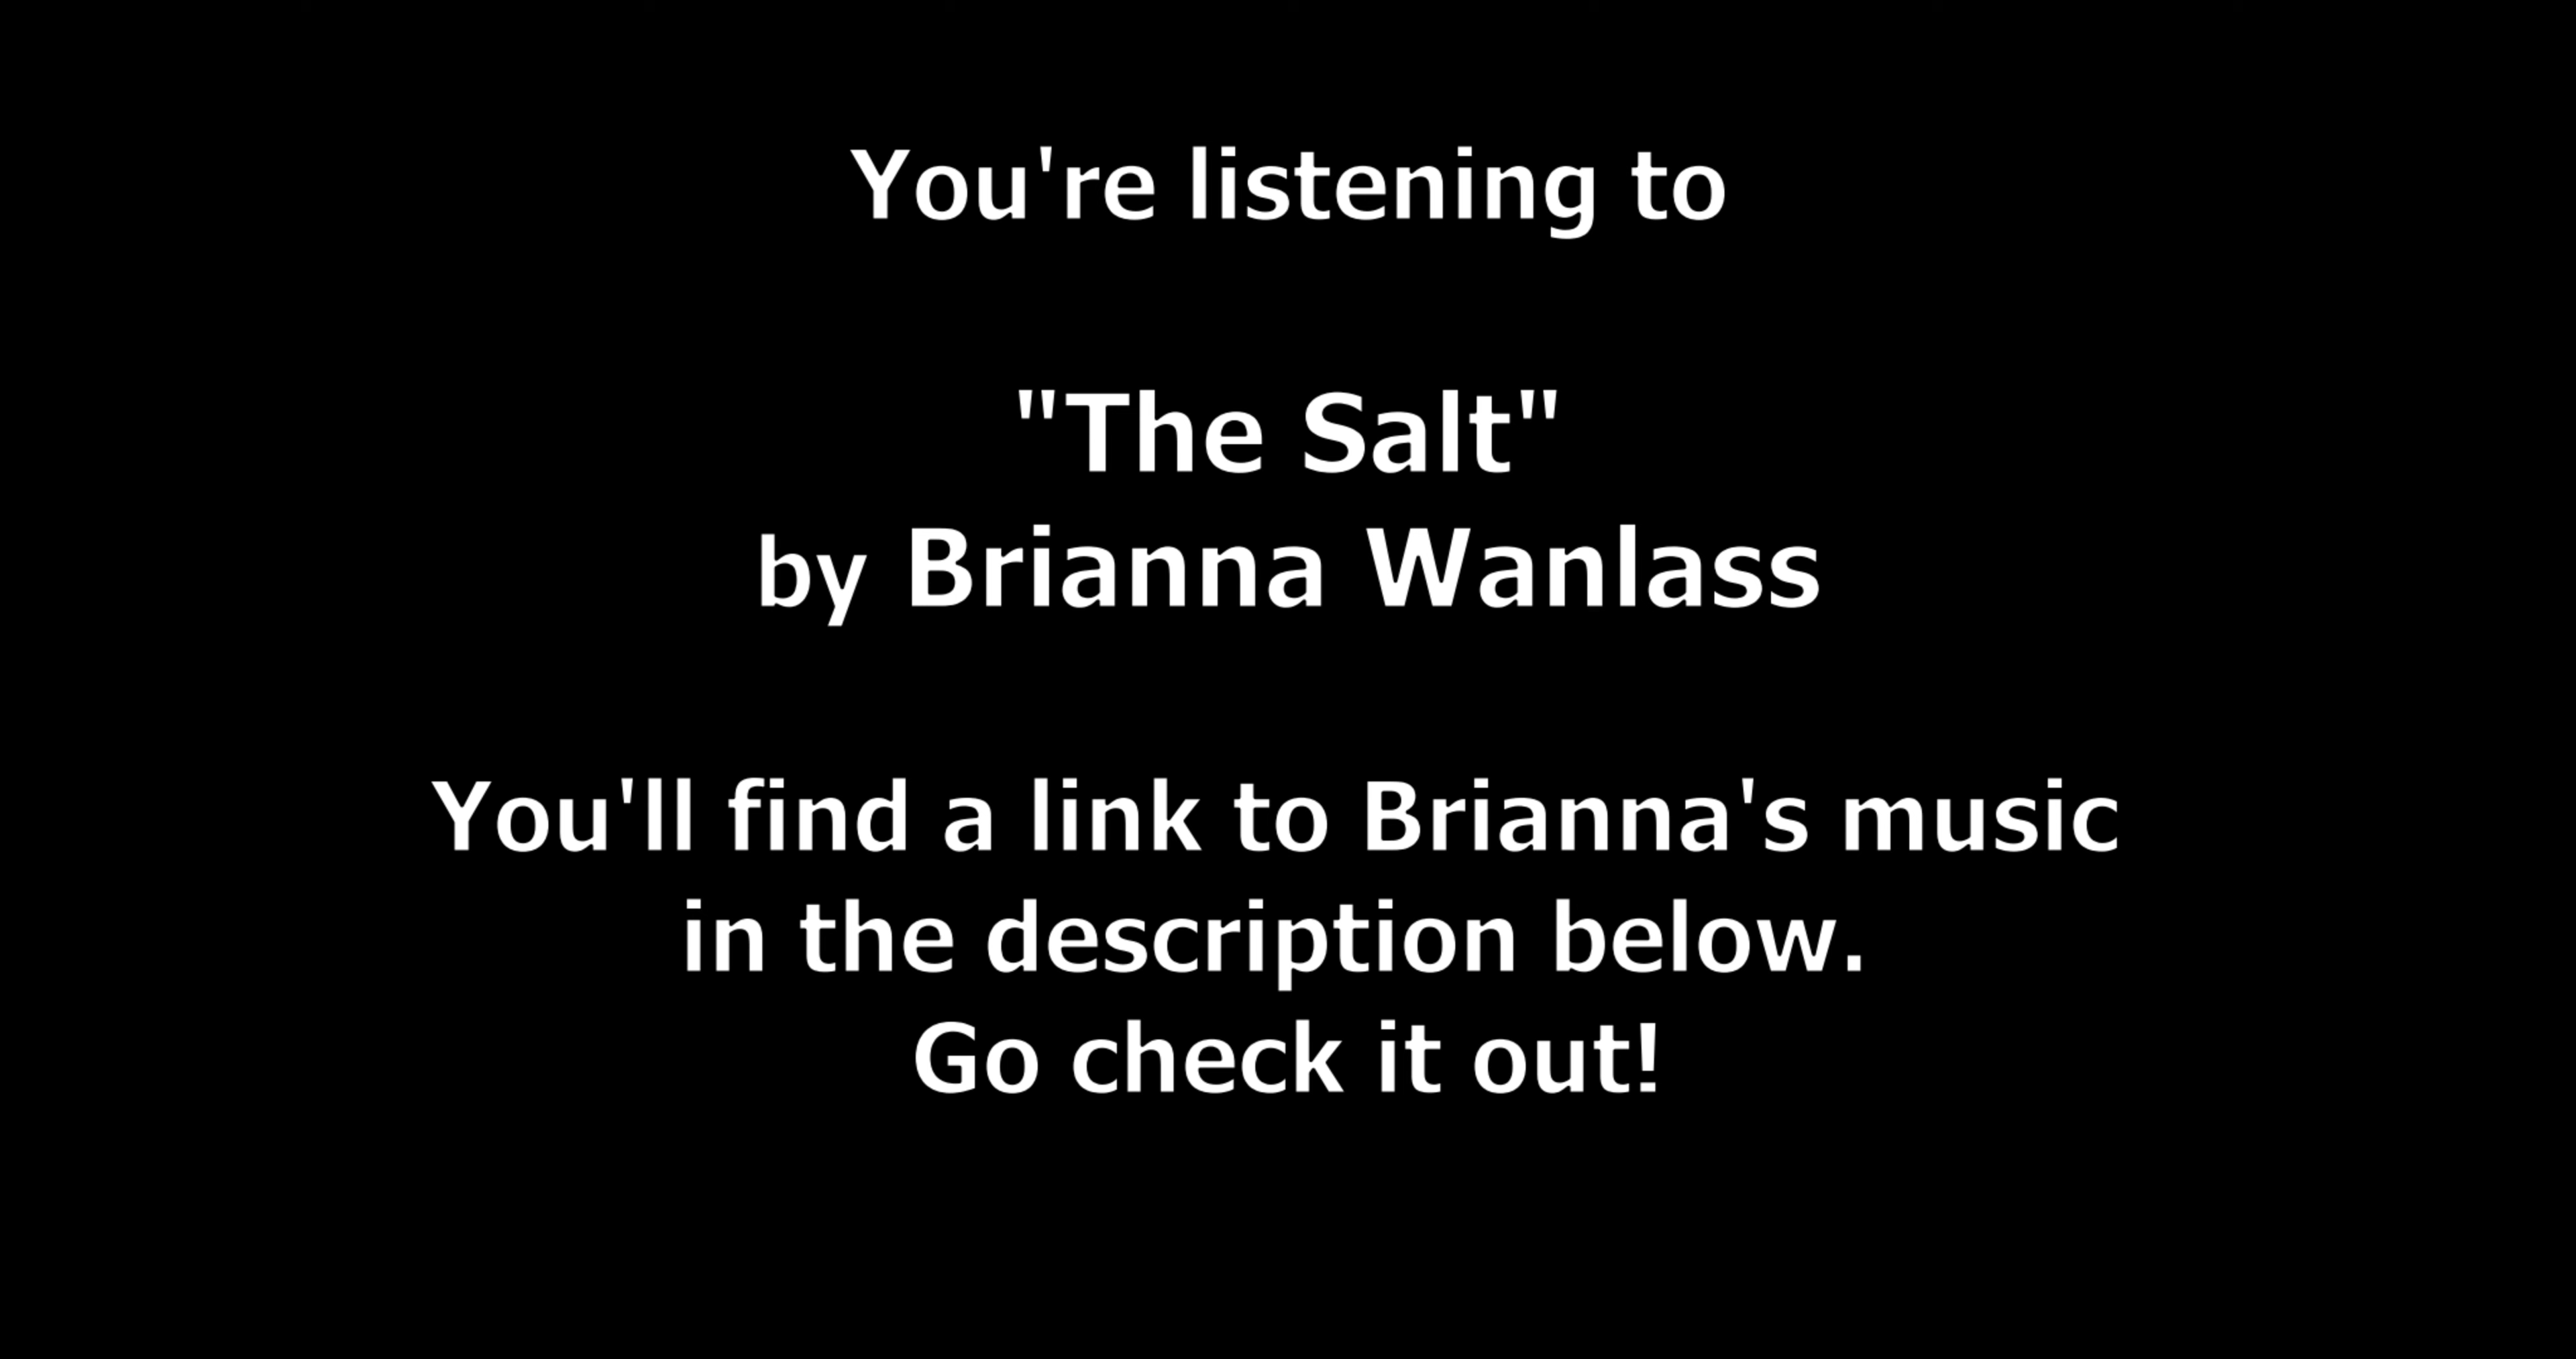 You're listening to
"The Salt"
by Brianna Wanlass
You'll find a link to Brianna's music
in the description below.
Go check it out!